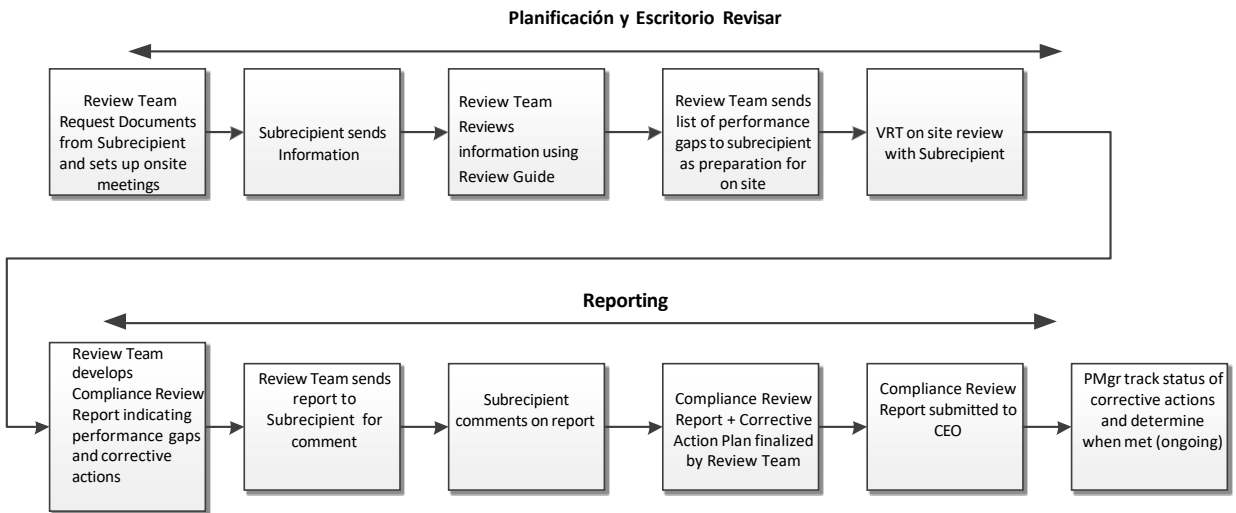 Planificación y Escritorio Revisar
Review Team
Request Documents
from Subrecipient
and sets up onsite
meetings
Subrecipient sends
Information
Review Team
Reviews
information using
Review Guide
Review Team sends
list of performance
gaps to subrecipient
as preparation for
on site
VRT on site review
with Subrecipient
Reporting
Review Team
develops
Compliance Review
Report indicating
performance gaps
and corrective
actions
Review Team sends
report to
Subrecipient for
comment
Subrecipient
comments on report
Compliance Review
Report + Corrective
Action Plan finalized
by Review Team
Compliance Review
Report submitted to
CEO
PMgr track status of
corrective actions
and determine
when met (ongoing)